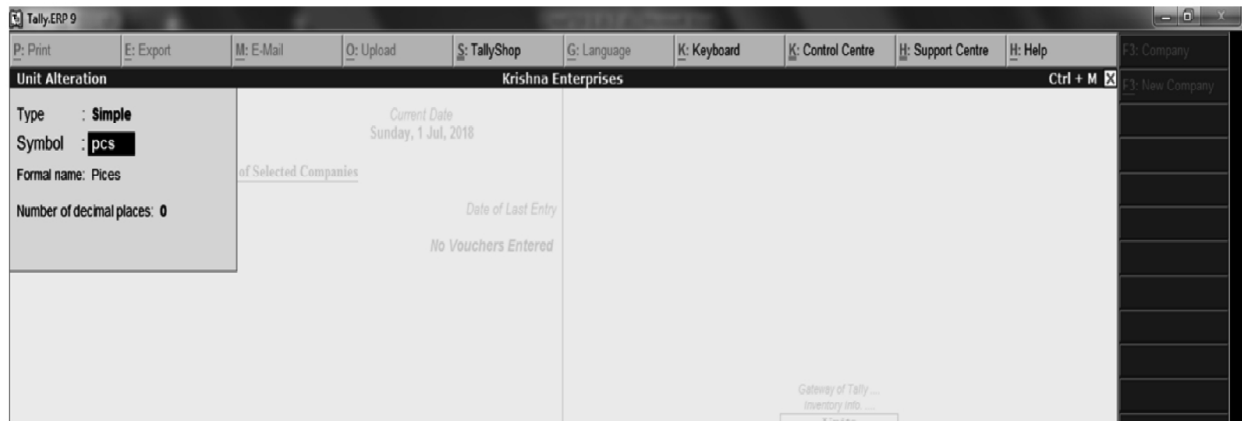 Tally.ERP 9
P: Print E: Export M: E-Mail O: Upload S: TallyShop G: Language K: Keyboard K: Control Centre H: Support Centre H: Help F3: Company
Unit Alteration Krishna Enterprises Ctrl + M X
F3: New Company
Type : Simple
Symbol : pcs
Formal name: Pices
Number of decimal places: 0
Current Date
Sunday, 1 Jul, 2018
of Selected Companies
Date of Last Entry
No Vouchers Entered
Gateway of Tally ....
Inventory Info. ....